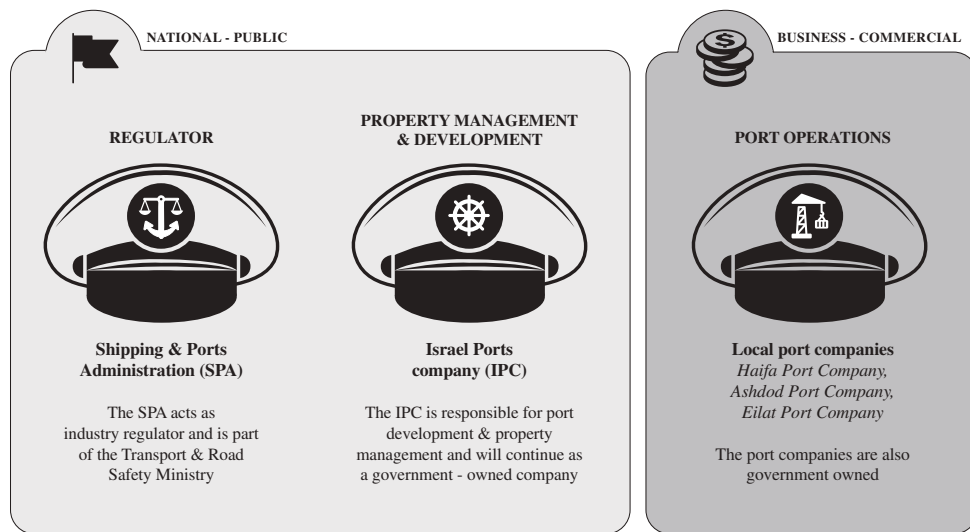 NATIONAL - PUBLIC
REGULATOR
Shipping & Ports
Administration (SPA)
The SPA acts as
industry regulator and is part
of the Transport & Road
Safety Ministry
PROPERTY MANAGEMENT
& DEVELOPMENT
Israel Ports
company (IPC)
The IPC is responsible for port
development & property
management and will continue as
a government - owned company
BUSINESS - COMMERCIAL
$
PORT OPERATIONS
Local port companies
Haifa Port Company,
Ashdod Port Company,
Eilat Port Company
The port companies are also
government owned